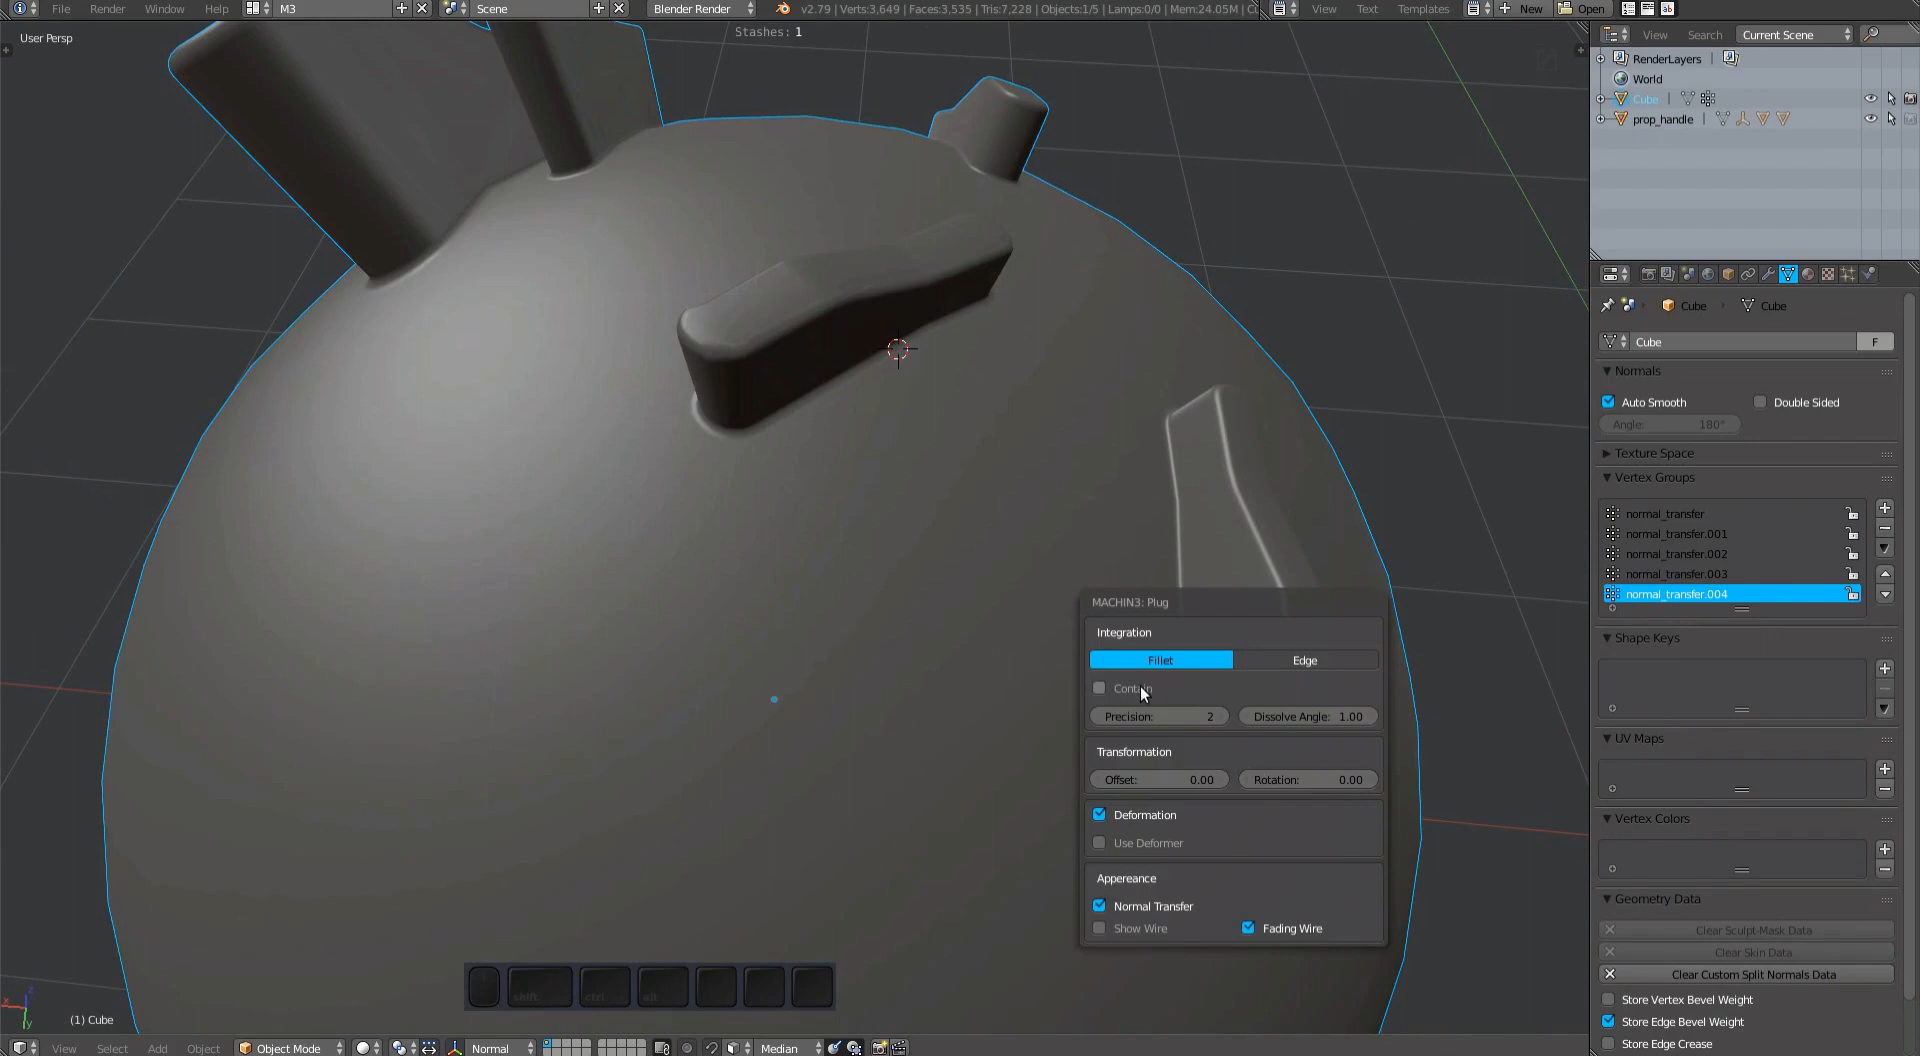 File Render Window Help M3 Scene Blender Render v2.79 | Verts:3,649 | Faces:3,535 | Tris:7,228 | Objects:1/5 | Lamps:0/0 | Mem:24.05M | View Text Templates New Open
User Persp
Stashes: 1
View Search Current Scene
RenderLayers
World
Cube
prop_handle
Cube Cube
Cube F
Normals
Auto Smooth Double Sided
Angle: 180°
Texture Space
Vertex Groups
normal_transfer
normal_transfer.001
normal_transfer.002
normal_transfer.003
normal_transfer.004
Shape Keys
UV Maps
Vertex Colors
Geometry Data
Clear Sculpt-Mask Data
Clear Skin Data
Clear Custom Split Normals Data
Store Vertex Bevel Weight
Store Edge Bevel Weight
Store Edge Crease
MACHIN3: Plug
Integration
Fillet Edge
Contain
Precision: 2 Dissolve Angle: 1.00
Transformation
Offset: 0.00 Rotation: 0.00
Deformation
Use Deformer
Appereance
Normal Transfer
Show Wire Fading Wire
shift ctrl alt
x z y
(1) Cube
View Select Add Object Object Mode Normal Median